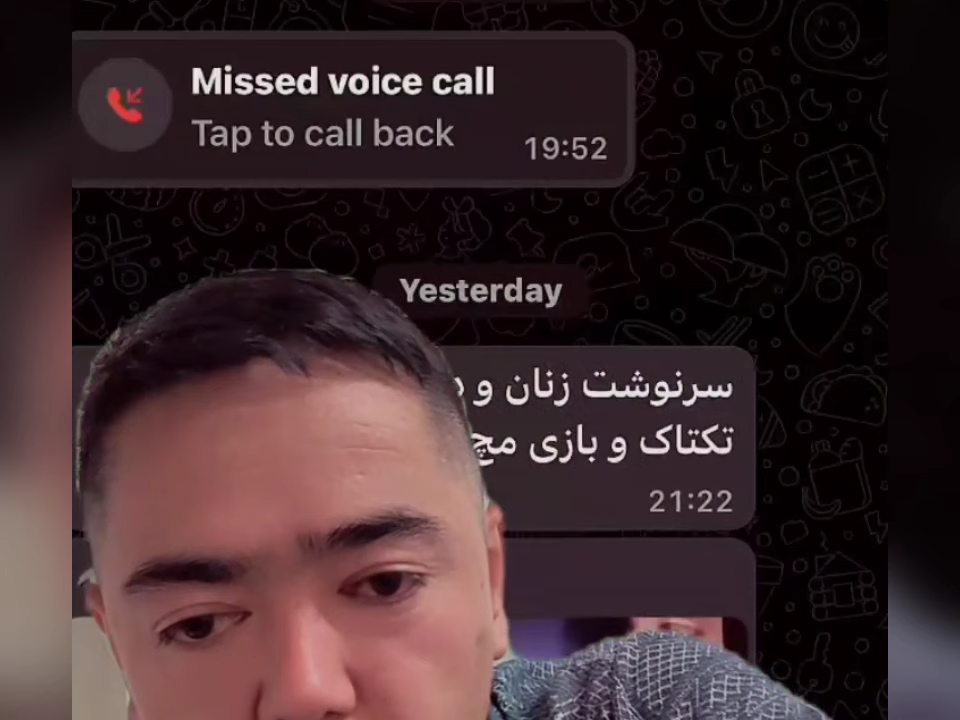 Missed voice call
Tap to call back
19:52
Yesterday
سرنوشت زنان و
تکتاک و بازی
21:22